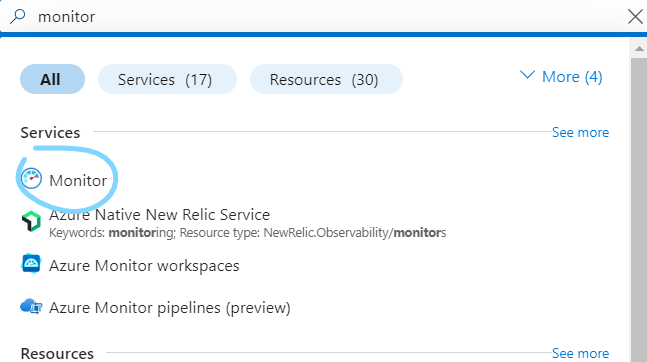 monitor
All Services (17) Resources (30) More (4)
Services See more
Monitor
Azure Native New Relic Service
Keywords: monitoring; Resource type: NewRelic.Observability/monitors
Azure Monitor workspaces
Azure Monitor pipelines (preview)
Resources See more